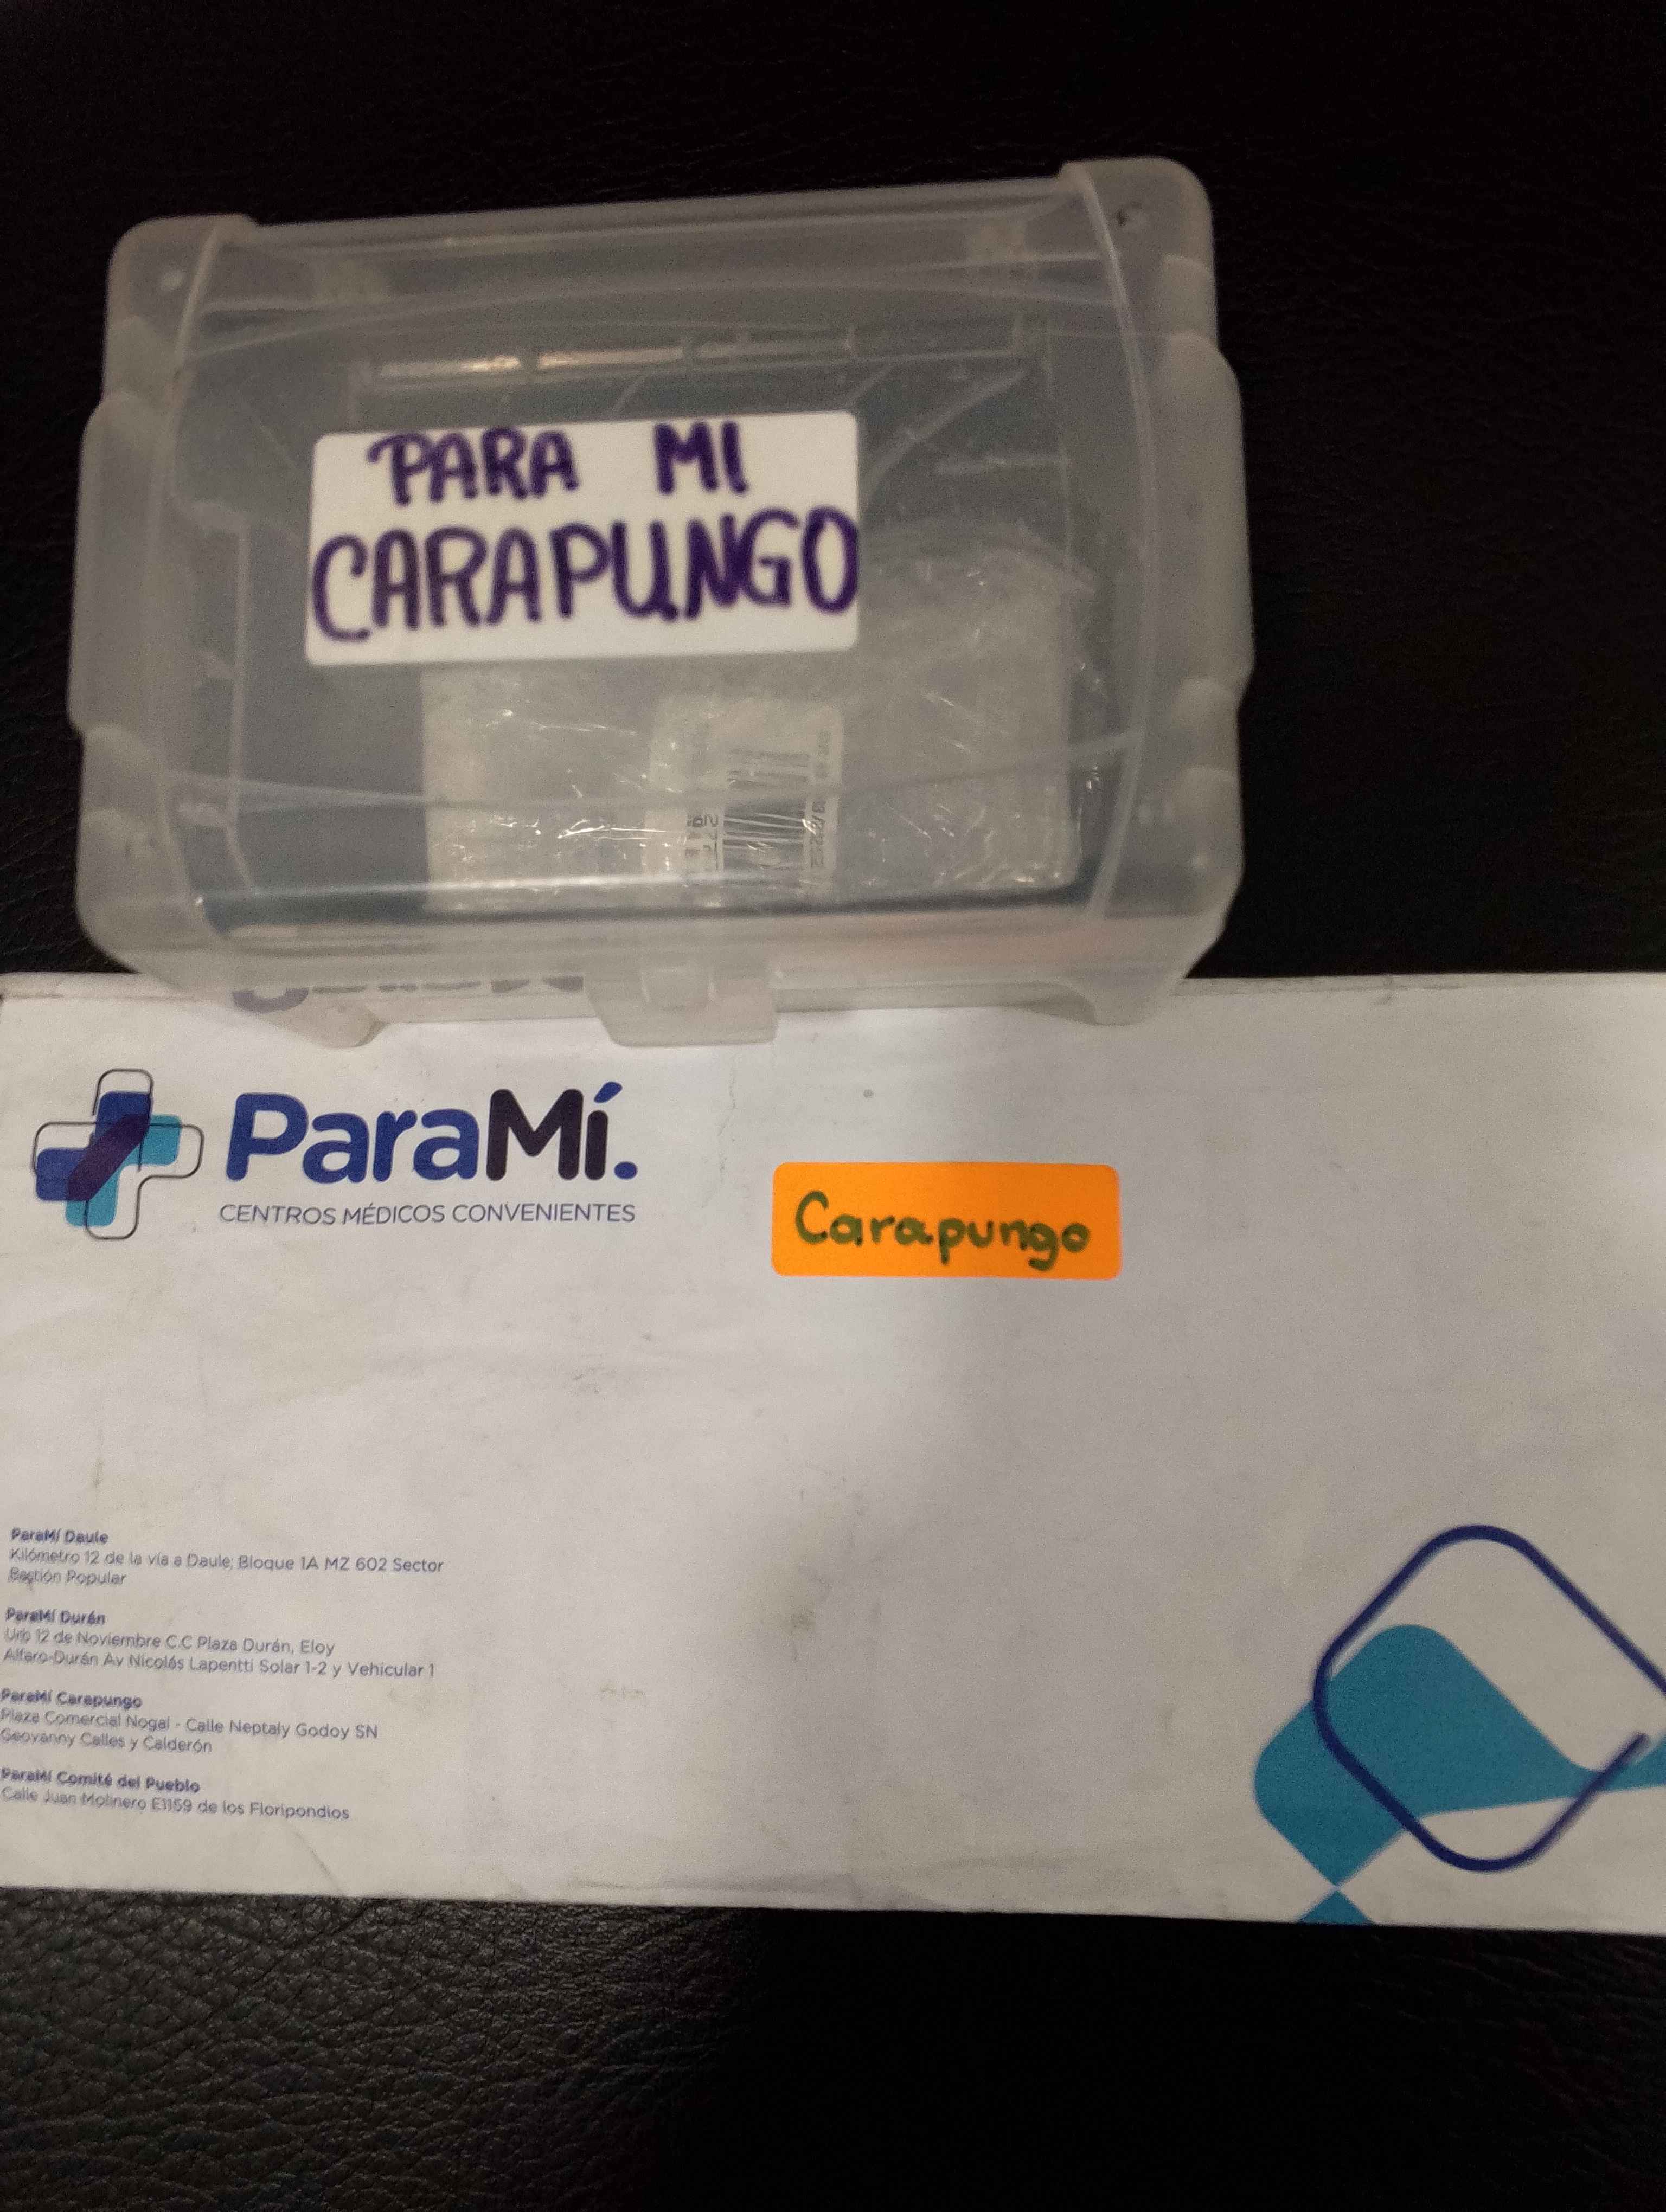 PARA MI
CARAPUNGO
ParaMí.
CENTROS MÉDICOS CONVENIENTES
Carapungo
ParaMí Daule
Kilómetro 12 de la vía a Daule; Bloque 1A MZ 602 Sector
Bastión Popular
ParaMí Durán
Urb 12 de Noviembre C.C Plaza Durán, Eloy
Alfaro-Durán Av Nicolás Lapentti Solar 1-2 y Vehicular 1
ParaMí Carapungo
Plaza Comercial Nogal - Calle Neptaly Godoy SN
Geovanny Calles y Calderón
ParaMí Comité del Pueblo
Calle Juan Molinero E1159 de los Floripondios